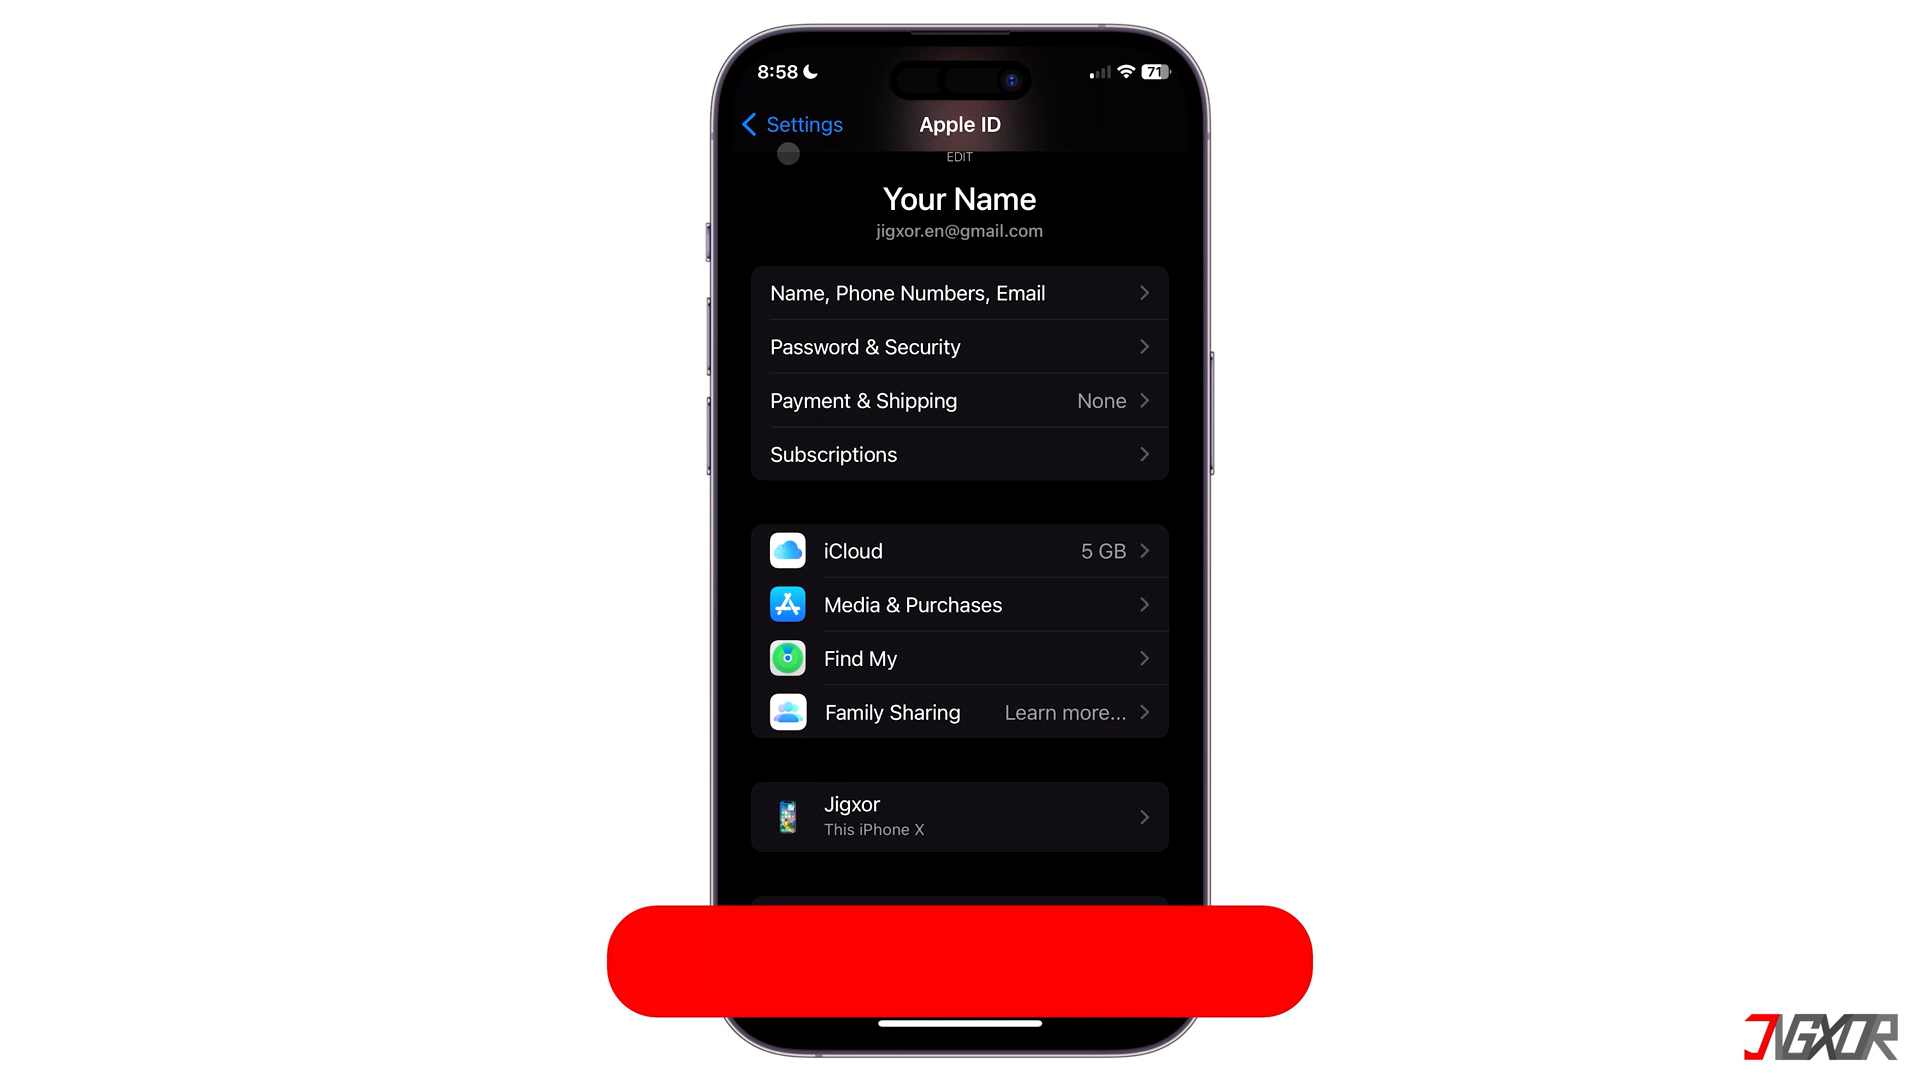 8:58
71
Settings
Apple ID
EDIT
Your Name
jigxor.en@gmail.com
Name, Phone Numbers, Email
Password & Security
Payment & Shipping None
Subscriptions
iCloud 5 GB
Media & Purchases
Find My
Family Sharing Learn more...
Jigxor
This iPhone X
JIGXOR